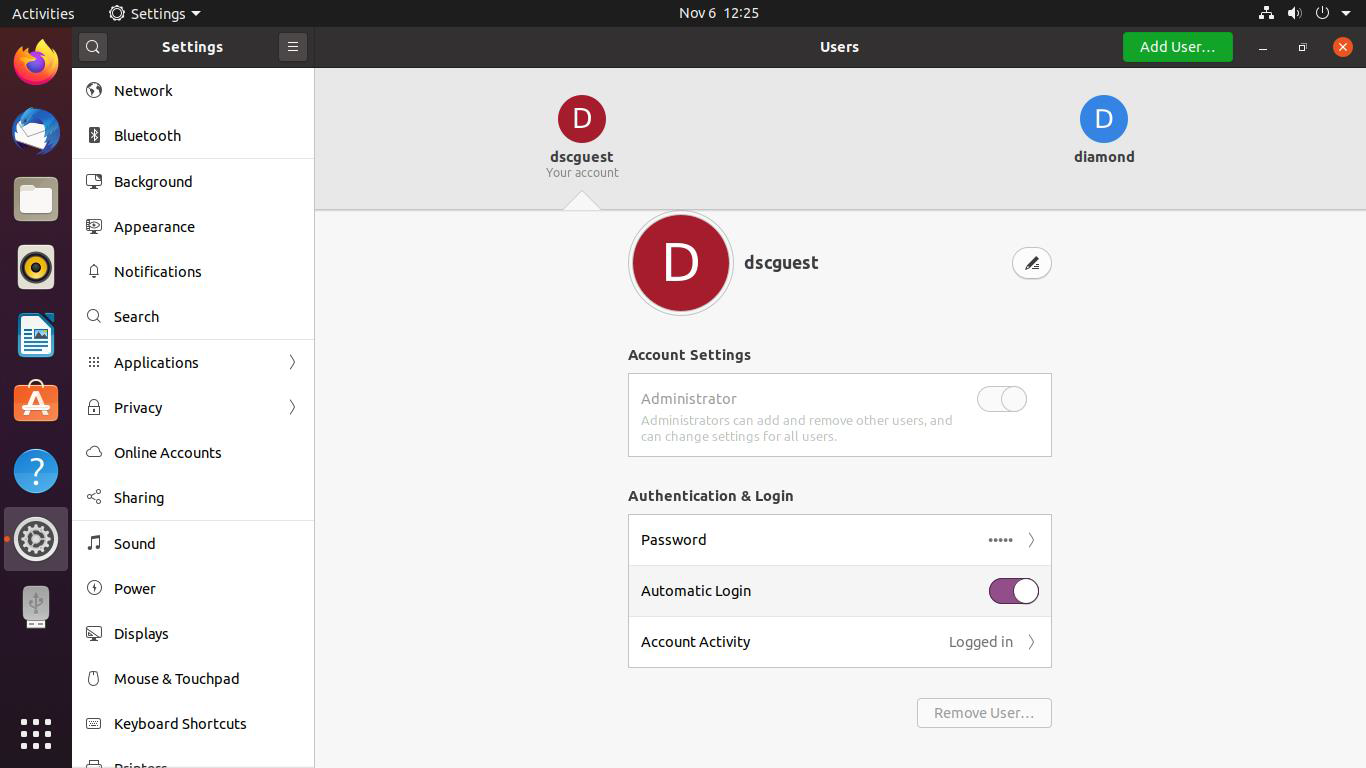 Activities
Settings
Nov 6 12:25
Settings
Users
Add User…
Network
Bluetooth
Background
Appearance
Notifications
Search
Applications
Privacy
Online Accounts
Sharing
Sound
Power
Displays
Mouse & Touchpad
Keyboard Shortcuts
Printers
D
dscguest
Your account
D
diamond
D
dscguest
Account Settings
Administrator
Administrators can add and remove other users, and
can change settings for all users.
Authentication & Login
Password •••••
Automatic Login
Account Activity Logged in
Remove User…